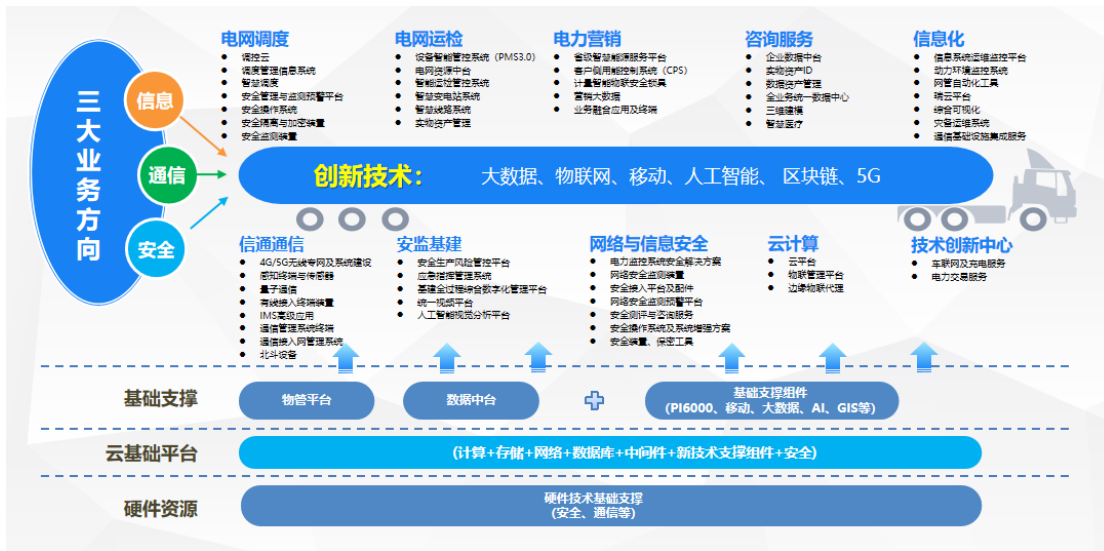 三大业务方向
信息
通信
安全
电网调度
● 调控云
● 调度管理信息系统
● 智慧调度
● 安全管理与监测预警平台
● 安全操作系统
● 安全隔离与加密装置
● 安全监测装置
电网运检
● 设备智能管控系统（PMS3.0）
● 电网资源中台
● 智能运检管控系统
● 智慧变电站系统
● 智慧线路系统
● 实物资产管理
电力营销
● 省级智慧能源服务平台
● 客户侧用能控制系统（CPS）
● 计量智能物联安全锁具
● 营销大数据
● 业务融合应用及终端
咨询服务
● 企业数据中台
● 实物资产ID
● 数据资产管理
● 全业务统一数据中心
● 三维建模
● 智慧医疗
信息化
● 信息系统运维监控平台
● 动力环境监控系统
● 网管自动化工具
● 瑞云平台
● 综合可视化
● 灾备运维系统
● 通信基础设施集成服务
创新技术： 大数据、物联网、移动、人工智能、 区块链、5G
信通通信
● 4G/5G无线专网及系统建设
● 感知终端与传感器
● 量子通信
● 有线接入终端装置
● IMS高级应用
● 通信管理系统终端
● 通信接入网管理系统
● 北斗设备
安监基建
● 安全生产风险管控平台
● 应急指挥管理系统
● 基建全过程综合数字化管理平台
● 统一视频平台
● 人工智能视觉分析平台
网络与信息安全
● 电力监控系统安全解决方案
● 网络安全监测装置
● 安全接入平台及配件
● 网络安全监测预警平台
● 安全测评与咨询服务
● 安全操作系统及系统增强方案
● 安全装置、保密工具
云计算
● 云平台
● 物联管理平台
● 边缘物联代理
技术创新中心
● 车联网及充电服务
● 电力交易服务
基础支撑
物管平台
数据中台
基础支撑组件
(PI6000、移动、大数据、AI、GIS等)
云基础平台
(计算+存储+网络+数据库+中间件+新技术支撑组件+安全)
硬件资源
硬件技术基础支撑
(安全、通信等)